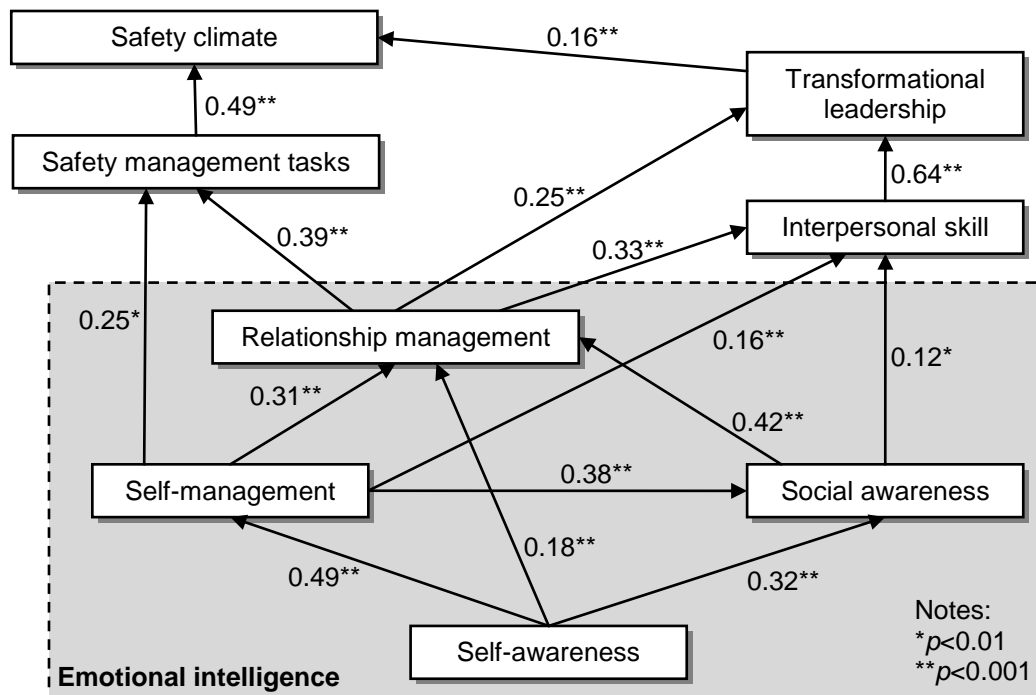 Safety climate
0.16**
Transformational
leadership
0.49**
Safety management tasks
0.25**
0.64**
0.39**
0.33**
Interpersonal skill
0.25*
Relationship management
0.16**
0.12*
0.31**
0.42**
Self-management
0.38**
Social awareness
0.49**
0.18**
0.32**
Self-awareness
Notes:
*p<0.01
**p<0.001
Emotional intelligence